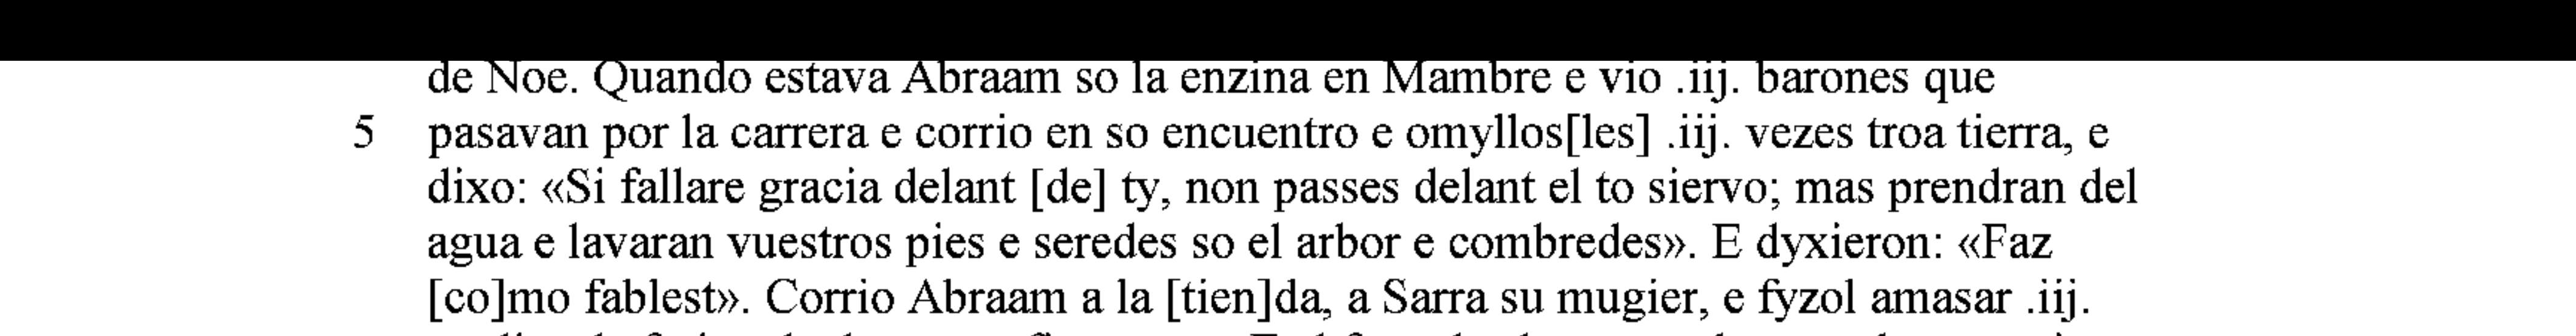 de Noe. Quando estava Abraam so la enzina en Mambre e vio .iij. barones que
5 pasavan por la carrera e corrio en so encuentro e omyllos[les] .iij. vezes troa tierra, e
dixo: «Si fallare gracia delant [de] ty, non passes delant el to siervo; mas prendran del
agua e lavaran vuestros pies e seredes so el arbor e combredes». E dyxieron: «Faz
[co]mo fablest». Corrio Abraam a la [tien]da, a Sarra su mugier, e fyzol amasar .iij.